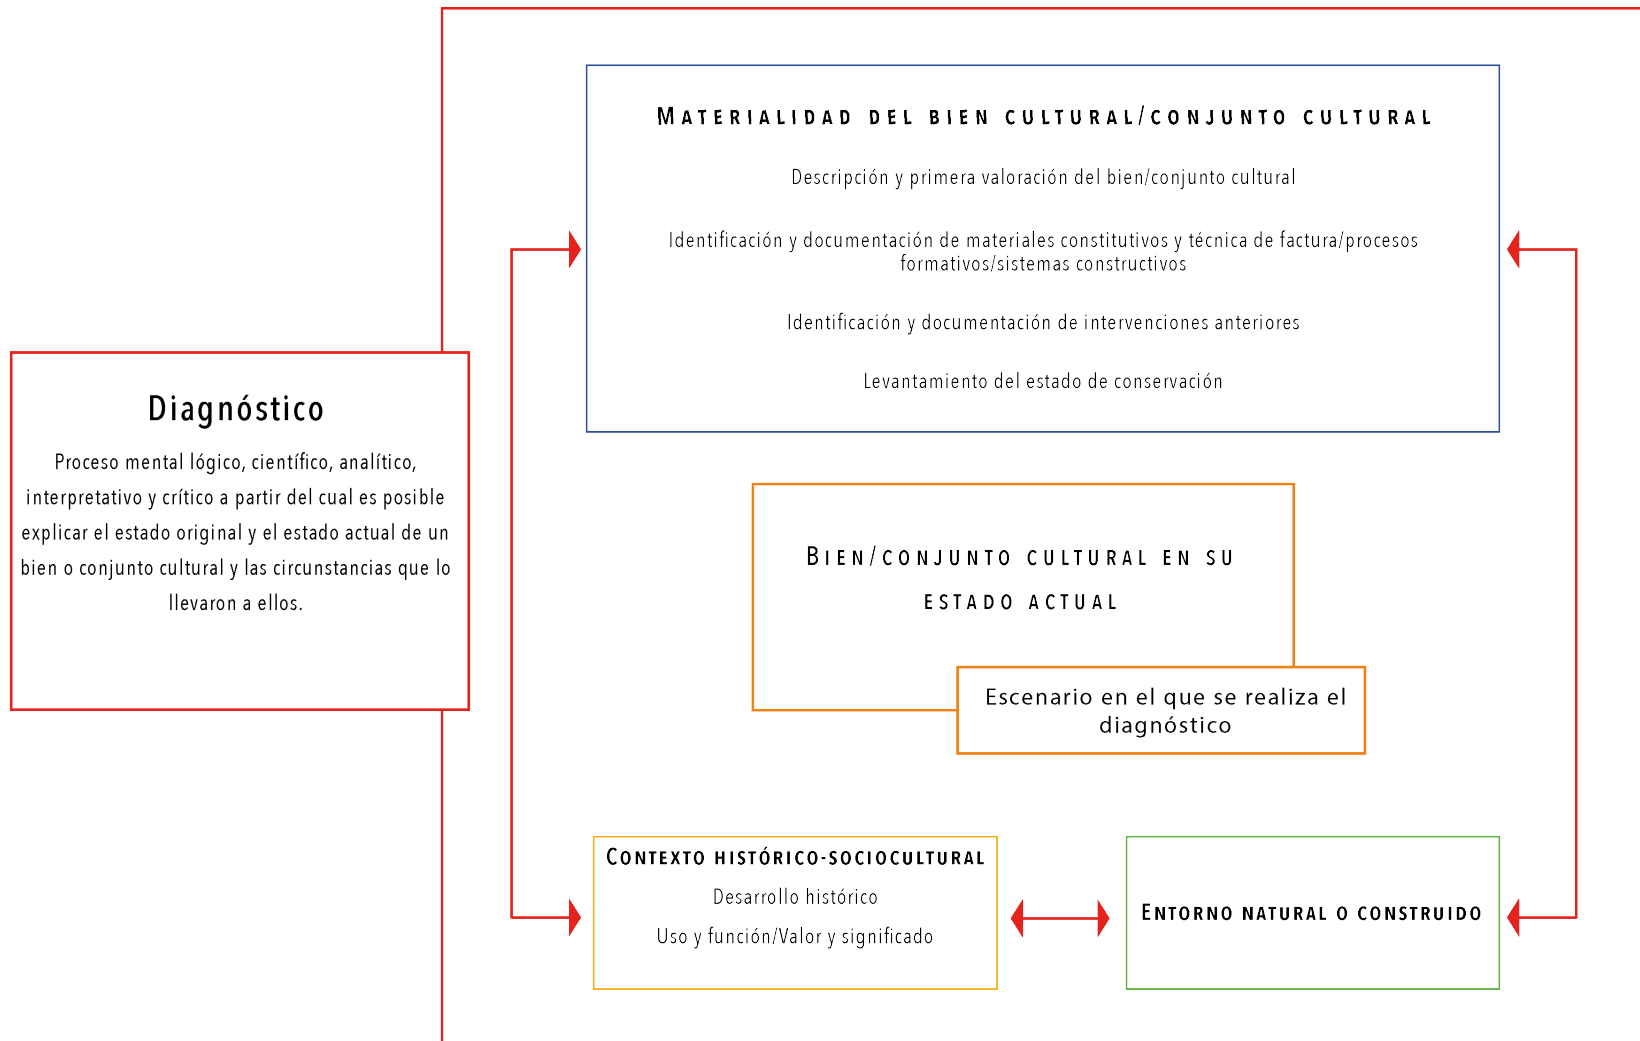 MATERIALIDAD DEL BIEN CULTURAL/CONJUNTO CULTURAL
Descripción y primera valoración del bien/conjunto cultural
Identificación y documentación de materiales constitutivos y técnica de factura/procesos
formativos/sistemas constructivos
Identificación y documentación de intervenciones anteriores
Levantamiento del estado de conservación
Diagnóstico
Proceso mental lógico, científico, analítico,
interpretativo y crítico a partir del cual es posible
explicar el estado original y el estado actual de un
bien o conjunto cultural y las circunstancias que lo
llevaron a ellos.
BIEN/CONJUNTO CULTURAL EN SU
ESTADO ACTUAL
Escenario en el que se realiza el
diagnóstico
CONTEXTO HISTÓRICO-SOCIOCULTURAL
Desarrollo histórico
Uso y función/Valor y significado
ENTORNO NATURAL O CONSTRUIDO